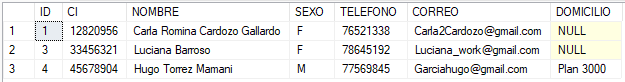 ID CI NOMBRE SEXO TELEFONO CORREO DOMICILIO
1 1 12820956 Carla Romina Cardozo Gallardo F 76521338 Carla2Cardozo@gmail.com NULL
2 3 33456321 Luciana Barroso F 78645192 Luciana_work@gmail.com NULL
3 4 45678904 Hugo Torrez Mamani M 77569845 Garciahugo@gmail.com Plan 3000